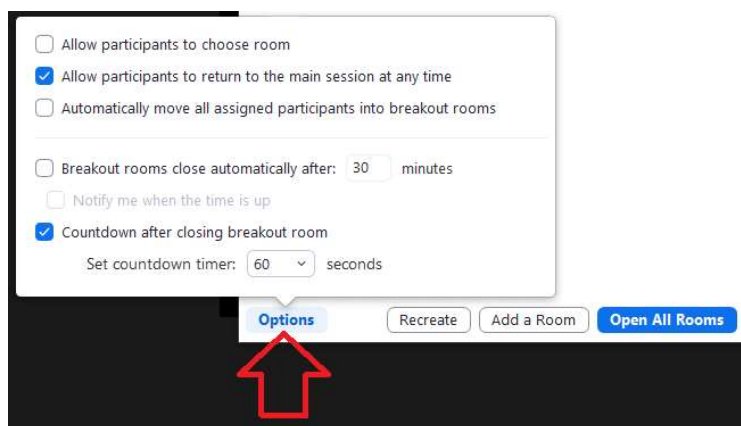 Allow participants to choose room
Allow participants to return to the main session at any time
Automatically move all assigned participants into breakout rooms
Breakout rooms close automatically after: 30 minutes
Notify me when the time is up
Countdown after closing breakout room
Set countdown timer: 60 seconds
Options Recreate Add a Room Open All Rooms